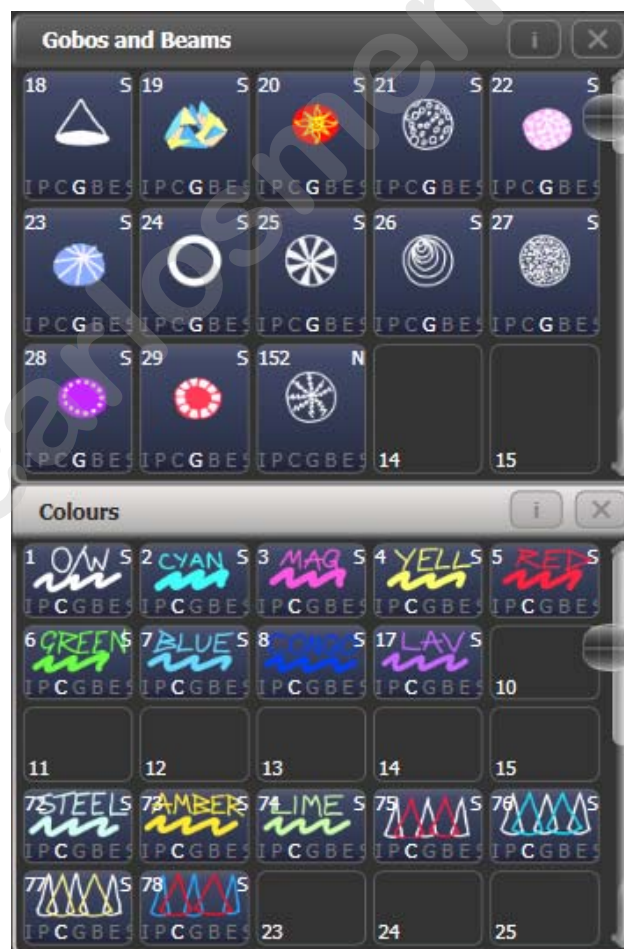 Gobos and Beams i X
18 S 19 S 20 S 21 S 22 S
IPCGBES IPCGBES IPCGBES IPCGBES IPCGBES
23 S 24 S 25 S 26 S 27 S
IPCGBES IPCGBES IPCGBES IPCGBES IPCGBES
28 S 29 S 152 N
IPCGBES IPCGBES IPCGBES 14 15
Colours i X
1 O/W S 2 CYAN S 3 MAG S 4 YELL S 5 RED S
IPCGBES IPCGBES IPCGBES IPCGBES IPCGBES
6 GREEN S 7 BLUE S 8 CONGO S 17 LAV S
IPCGBES IPCGBES IPCGBES IPCGBES 10
11 12 13 14 15
72 STEEL S 73 AMBER S 74 LIME S 75 S 76 S
IPCGBES IPCGBES IPCGBES IPCGBES IPCGBES
77 S 78 S
IPCGBES IPCGBES 23 24 25